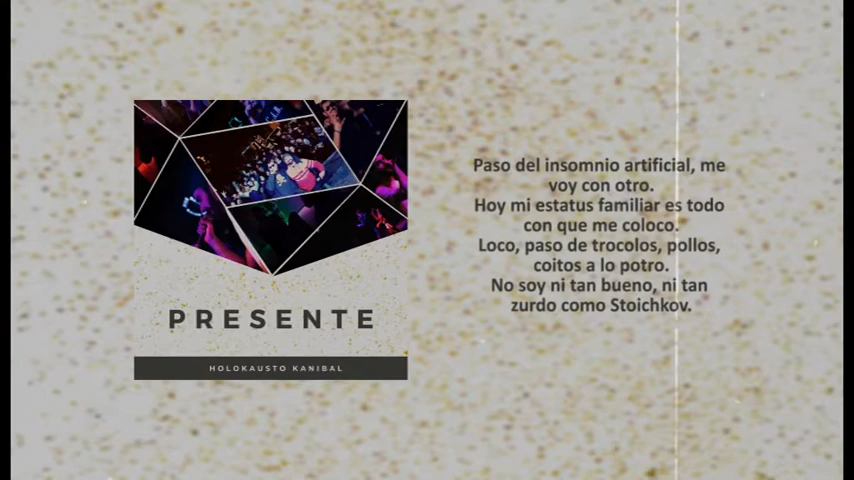 PRESENTE
HOLOKAUSTO KANIBAL
Paso del insomnio artificial, me
voy con otro.
Hoy mi estatus familiar es todo
con que me coloco.
Loco, paso de trocolos, pollos,
coitos a lo potro.
No soy ni tan bueno, ni tan
zurdo como Stoichkov.